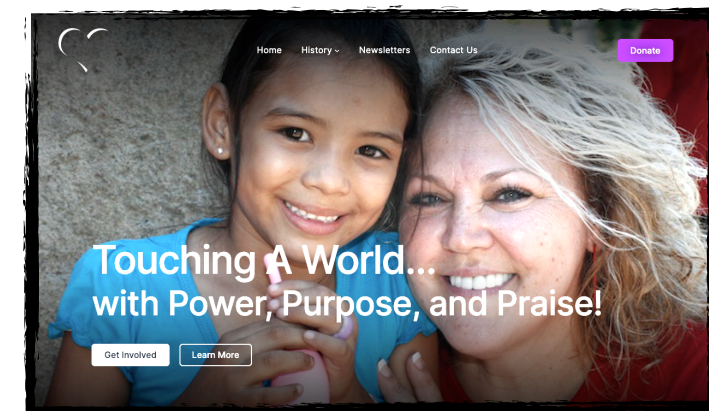 Home History Newsletters Contact Us Donate
Touching A World...
with Power, Purpose, and Praise!
Get Involved Learn More